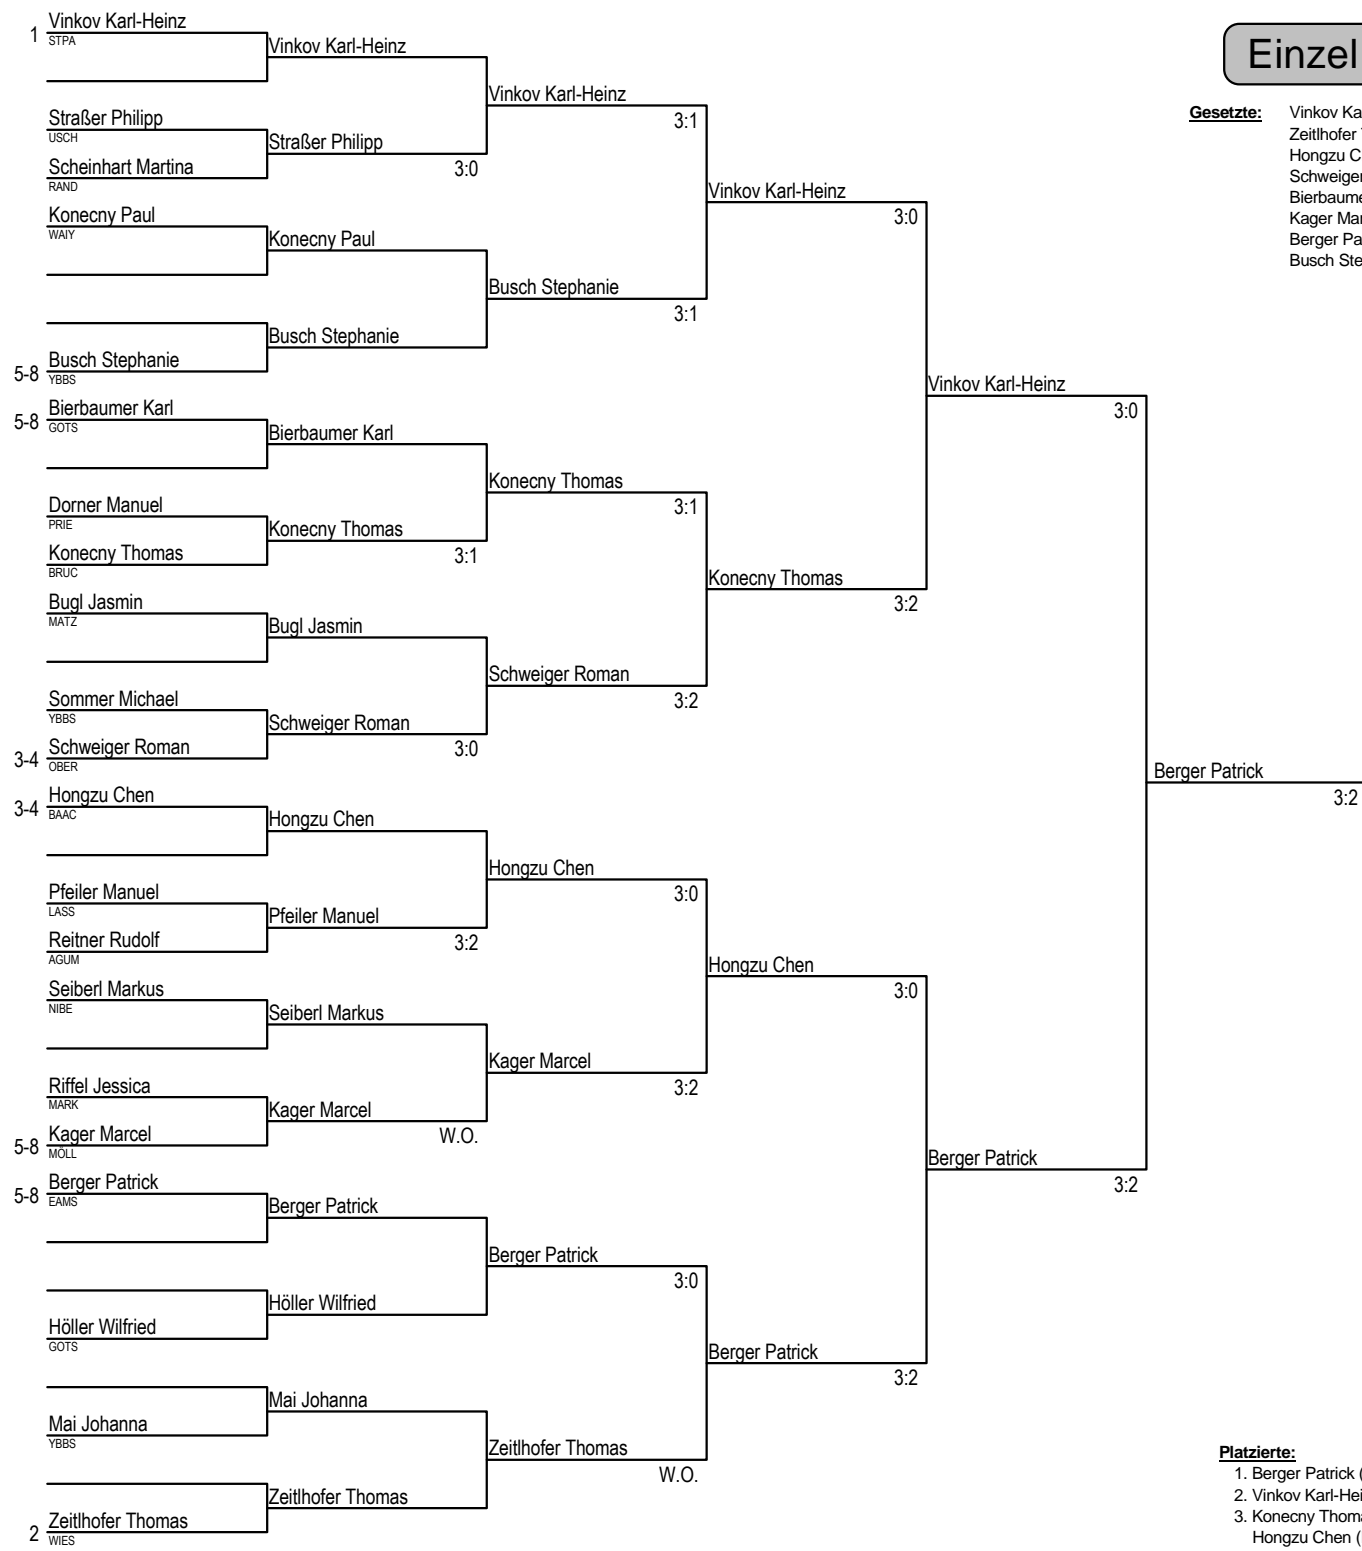 Einzel
Gesetzte: Vinkov Ka
Zeitlhofer
Hongzu C
Schweiger
Bierbaume
Kager Mar
Berger Pa
Busch Ste
1 Vinkov Karl-Heinz
STPA
Straßer Philipp
USCH
Scheinhart Martina
RAND
Konecny Paul
WAIY
5-8 Busch Stephanie
YBBS
5-8 Bierbaumer Karl
GOTS
Dorner Manuel
PRIE
Konecny Thomas
BRUC
Bugl Jasmin
MATZ
Sommer Michael
YBBS
3-4 Schweiger Roman
OBER
3-4 Hongzu Chen
BAAC
Pfeiler Manuel
LASS
Reitner Rudolf
AGUM
Seiberl Markus
NIBE
Riffel Jessica
MARK
5-8 Kager Marcel
MÖLL
5-8 Berger Patrick
EAMS
Höller Wilfried
GOTS
Mai Johanna
YBBS
2 Zeitlhofer Thomas
WIES
Vinkov Karl-Heinz
Straßer Philipp
3:0
Konecny Paul
Busch Stephanie
Bierbaumer Karl
Konecny Thomas
3:1
Bugl Jasmin
Schweiger Roman
3:0
Hongzu Chen
Pfeiler Manuel
3:2
Seiberl Markus
Kager Marcel
W.O.
Berger Patrick
Höller Wilfried
Mai Johanna
Zeitlhofer Thomas
Vinkov Karl-Heinz
3:1
Busch Stephanie
3:1
Konecny Thomas
3:1
Schweiger Roman
3:2
Hongzu Chen
3:0
Kager Marcel
3:2
Berger Patrick
3:0
Zeitlhofer Thomas
W.O.
Vinkov Karl-Heinz
3:0
Konecny Thomas
3:2
Hongzu Chen
3:0
Berger Patrick
3:2
Vinkov Karl-Heinz
3:0
Berger Patrick
3:2
Berger Patrick
3:2
Platzierte:
1. Berger Patrick (
2. Vinkov Karl-Hei
3. Konecny Thoma
Hongzu Chen (